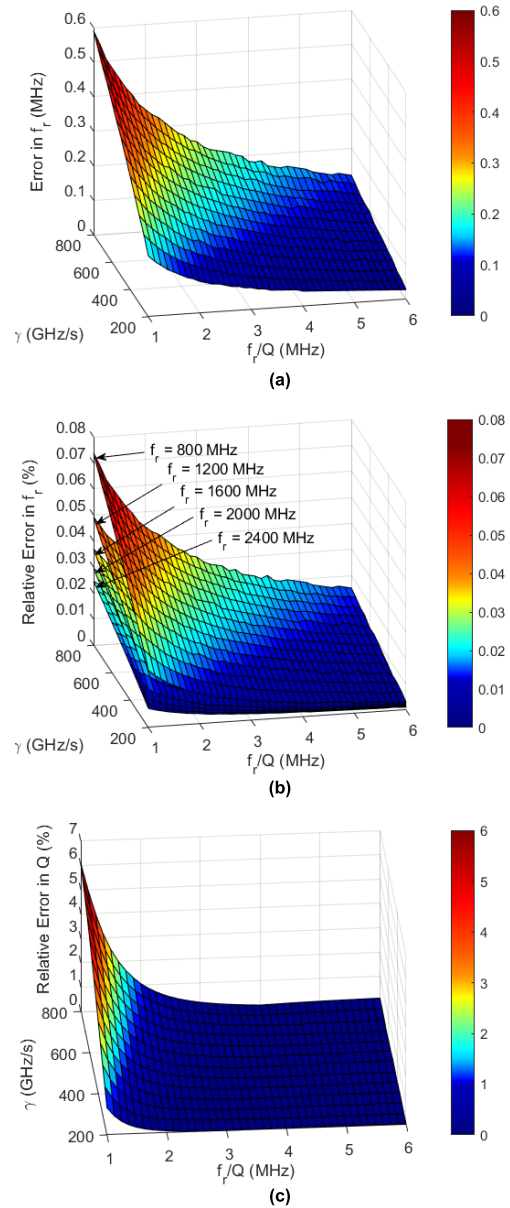 0.6
0.5
0.4
0.3
0.2
0.1
0
Error in f_r (MHz)
800
600
400
200
γ (GHz/s)
1 2 3 4 5 6
f_r/Q (MHz)
0.6
0.5
0.4
0.3
0.2
0.1
0
(a)
0.08
0.07
0.06
0.05
0.04
0.03
0.02
0.01
0
Relative Error in f_r (%)
f_r = 800 MHz
f_r = 1200 MHz
f_r = 1600 MHz
f_r = 2000 MHz
f_r = 2400 MHz
800
600
400
200
γ (GHz/s)
1 2 3 4 5 6
f_r/Q (MHz)
0.08
0.07
0.06
0.05
0.04
0.03
0.02
0.01
0
(b)
7
6
5
4
3
2
1
0
Relative Error in Q (%)
800
600
400
200
γ (GHz/s)
1 2 3 4 5 6
f_r/Q (MHz)
6
5
4
3
2
1
0
(c)